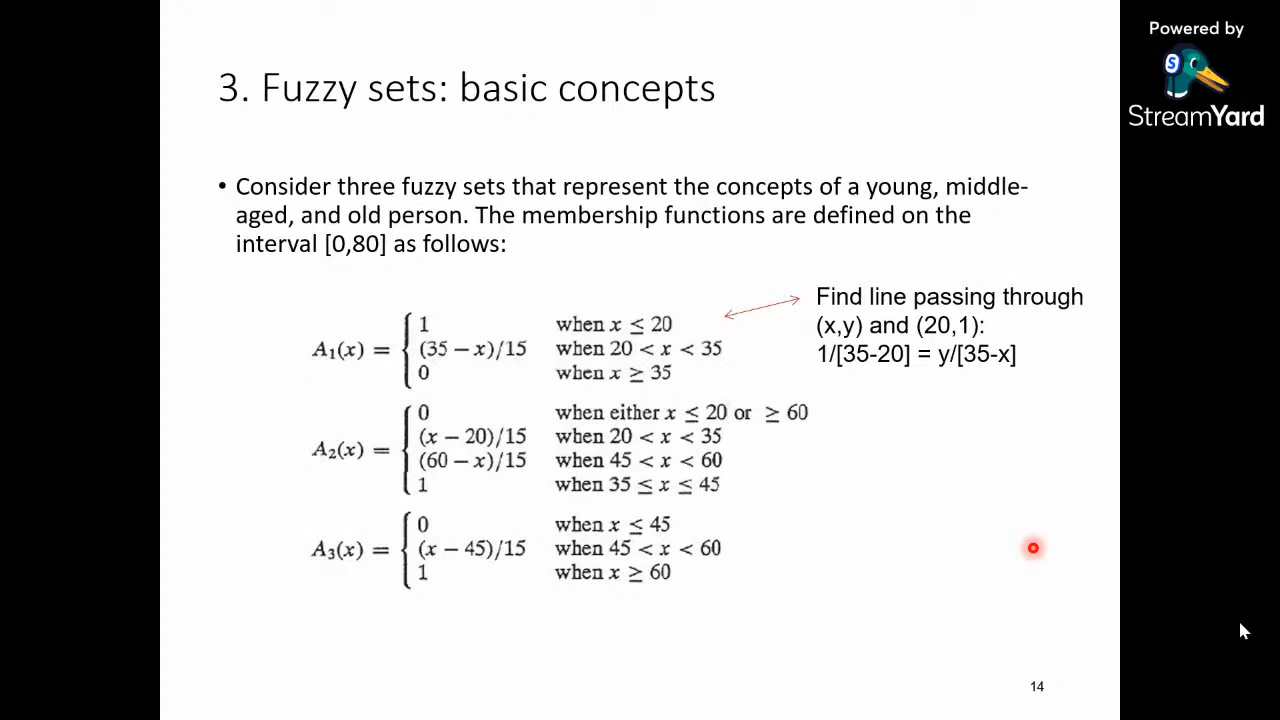 Powered by
StreamYard
3. Fuzzy sets: basic concepts
• Consider three fuzzy sets that represent the concepts of a young, middle-
aged, and old person. The membership functions are defined on the
interval [0,80] as follows:
Find line passing through
(x,y) and (20,1):
1/[35-20] = y/[35-x]
1 when x ≤ 20
A₁(x) = (35 – x)/15 when 20 < x < 35
0 when x ≥ 35
0 when either x ≤ 20 or ≥ 60
A₂(x) = (x – 20)/15 when 20 < x < 35
(60 – x)/15 when 45 < x < 60
1 when 35 ≤ x ≤ 45
0 when x ≤ 45
A₃(x) = (x – 45)/15 when 45 < x < 60
1 when x ≥ 60
14